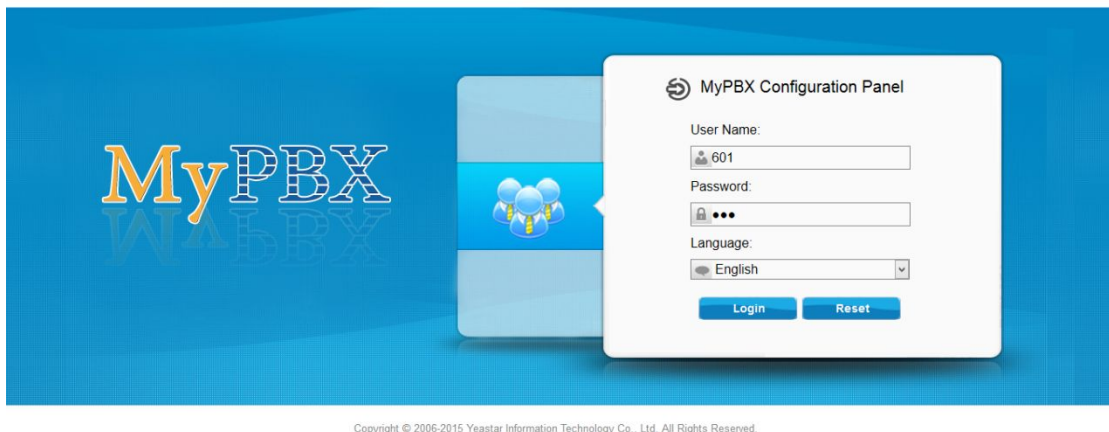 MyPBX
MyPBX Configuration Panel
User Name:
601
Password:
•••
Language:
English
Login Reset
Copyright © 2006-2015 Yeastar Information Technology Co., Ltd. All Rights Reserved.